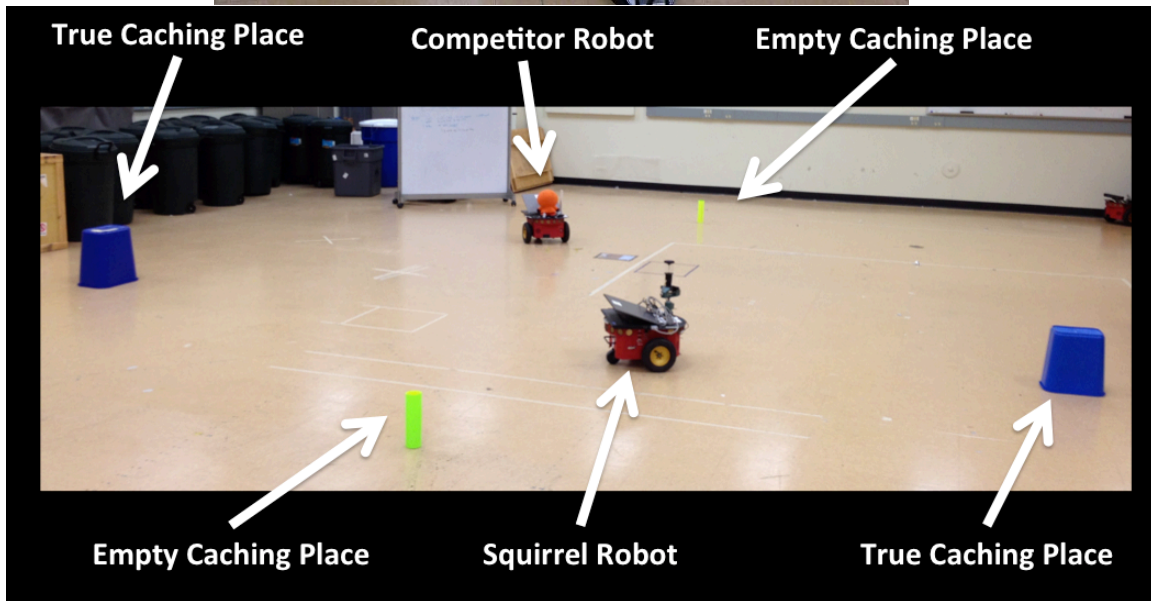 True Caching Place
Competitor Robot
Empty Caching Place
Empty Caching Place
Squirrel Robot
True Caching Place